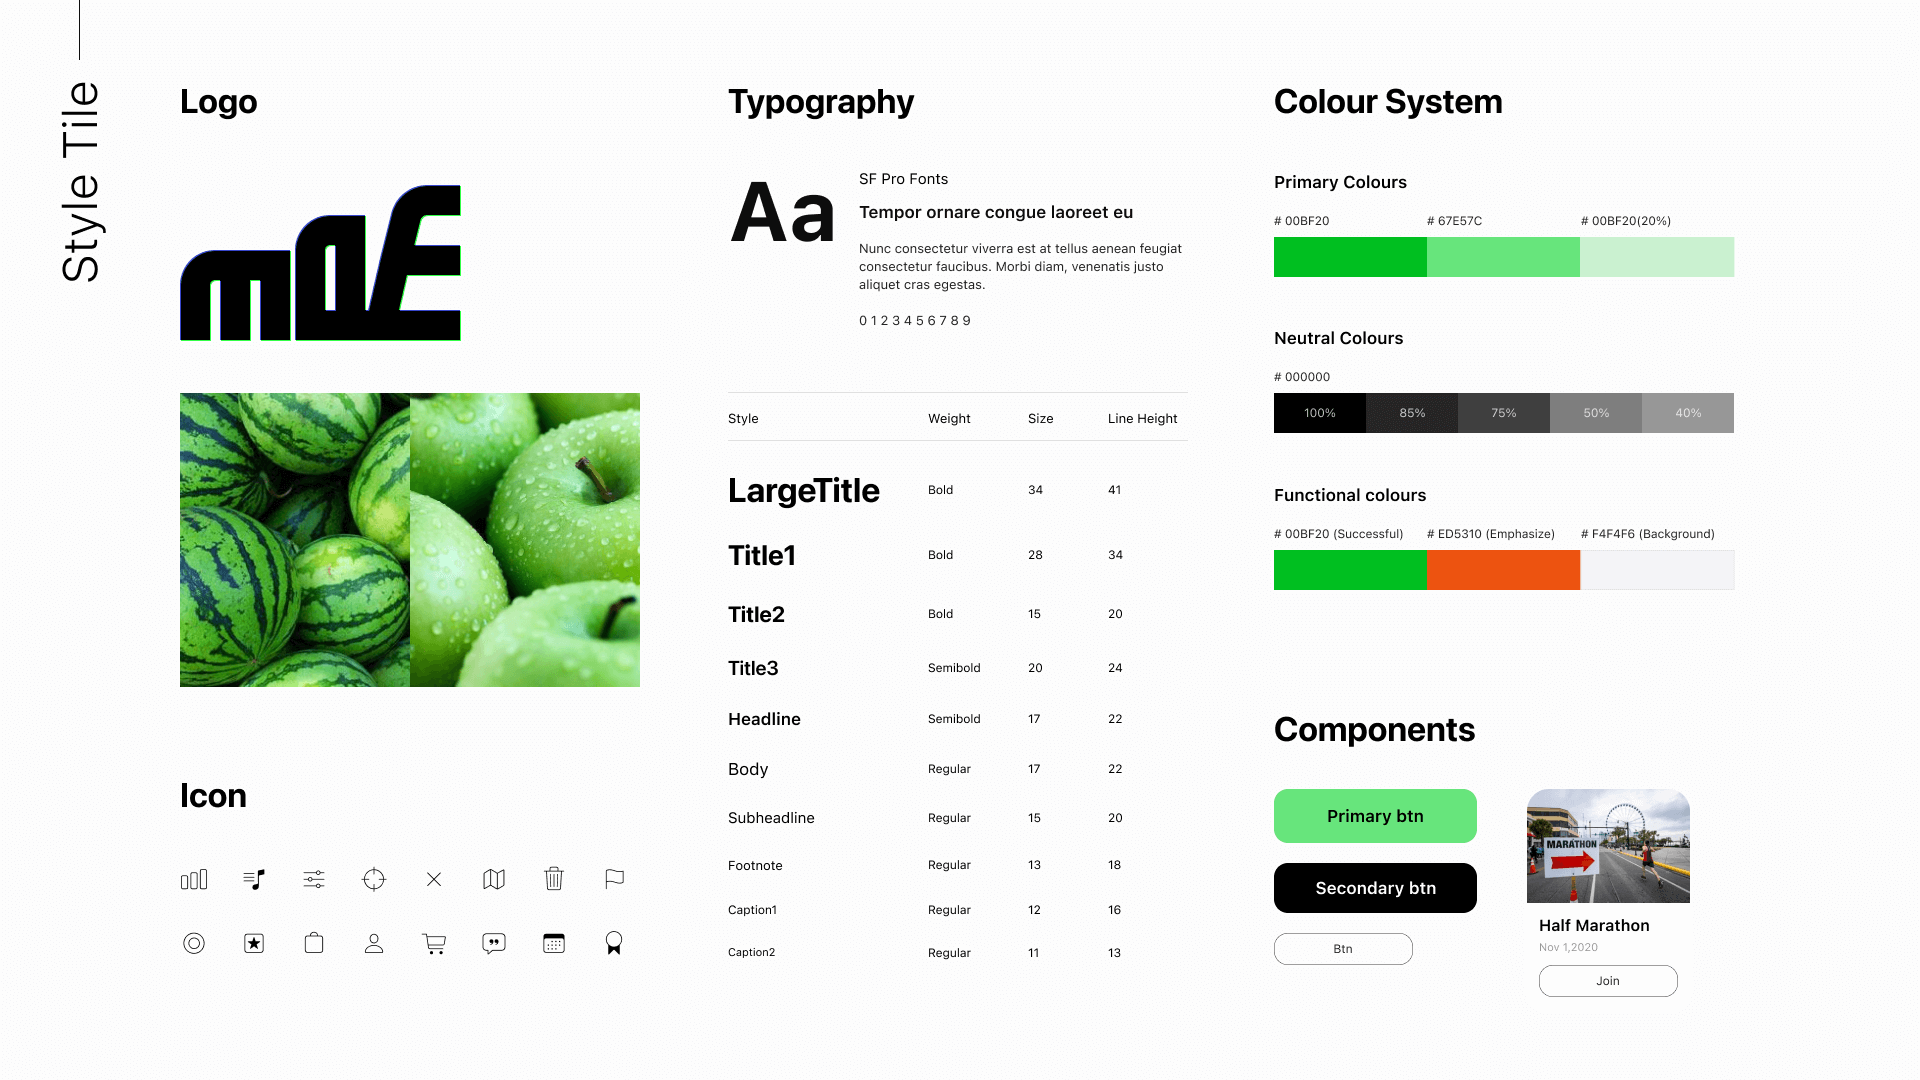 Style Tile
Logo
maE
Icon
Typography
Aa
SF Pro Fonts
Tempor ornare congue laoreet eu
Nunc consectetur viverra est at tellus aenean feugiat
consectetur faucibus. Morbi diam, venenatis justo
aliquet cras egestas.
0 1 2 3 4 5 6 7 8 9
Style Weight Size Line Height
LargeTitle Bold 34 41
Title1 Bold 28 34
Title2 Bold 15 20
Title3 Semibold 20 24
Headline Semibold 17 22
Body Regular 17 22
Subheadline Regular 15 20
Footnote Regular 13 18
Caption1 Regular 12 16
Caption2 Regular 11 13
Colour System
Primary Colours
# 00BF20 # 67E57C # 00BF20(20%)
Neutral Colours
# 000000
100% 85% 75% 50% 40%
Functional colours
# 00BF20 (Successful) # ED5310 (Emphasize) # F4F4F6 (Background)
Components
Primary btn
Secondary btn
Btn
MARATHON
Half Marathon
Nov 1,2020
Join